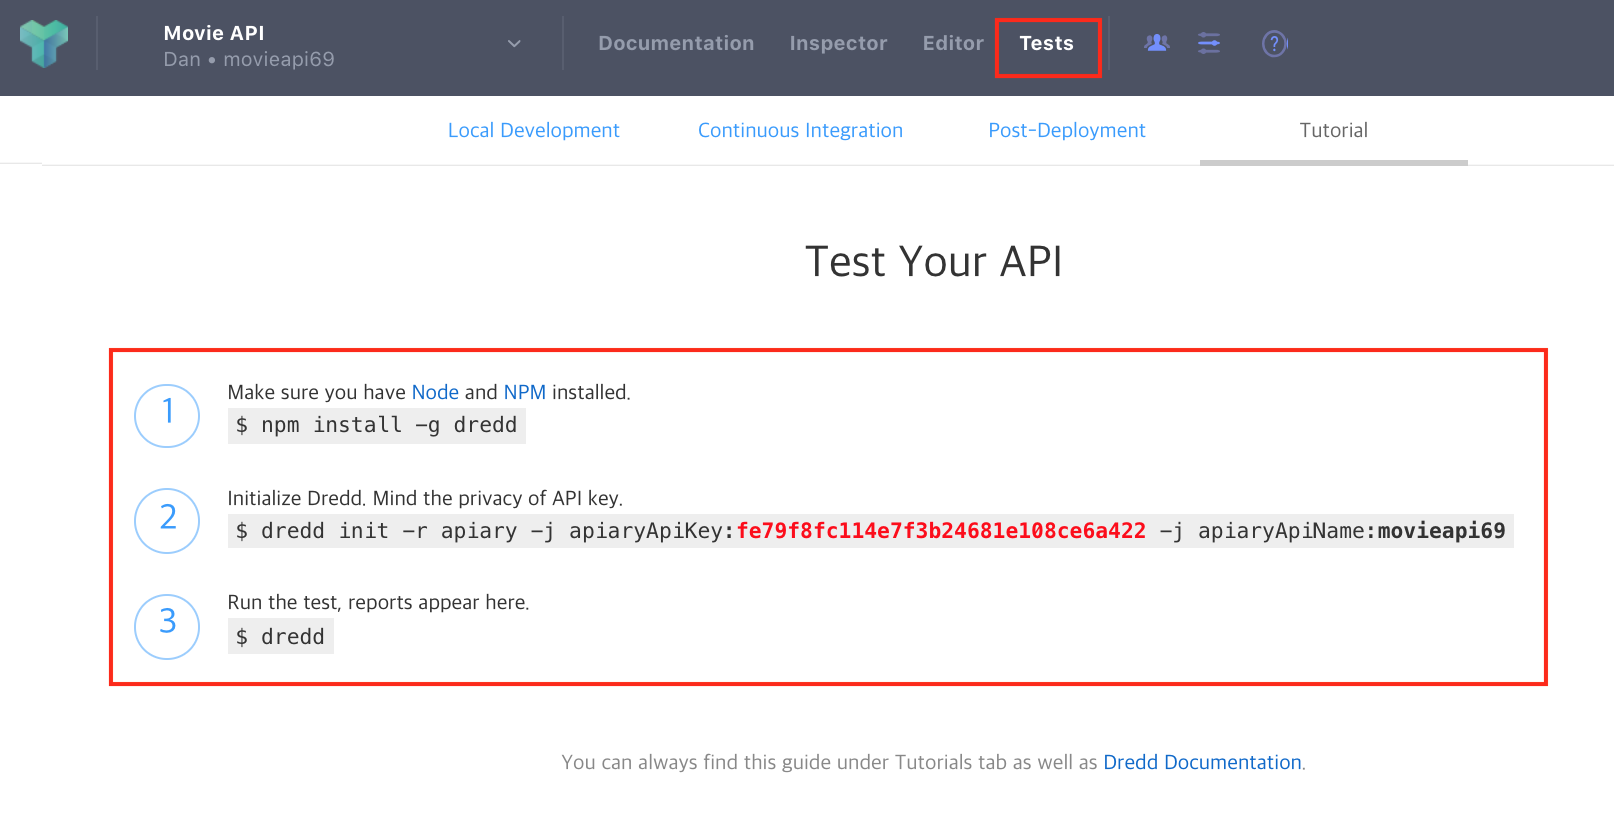 Movie API
Dan • movieapi69
Documentation Inspector Editor Tests
?
Local Development Continuous Integration Post-Deployment Tutorial
Test Your API
1
Make sure you have Node and NPM installed.
$ npm install -g dredd
2
Initialize Dredd. Mind the privacy of API key.
$ dredd init -r apiary -j apiaryApiKey:fe79f8fc114e7f3b24681e108ce6a422 -j apiaryApiName:movieapi69
3
Run the test, reports appear here.
$ dredd
You can always find this guide under Tutorials tab as well as Dredd Documentation.